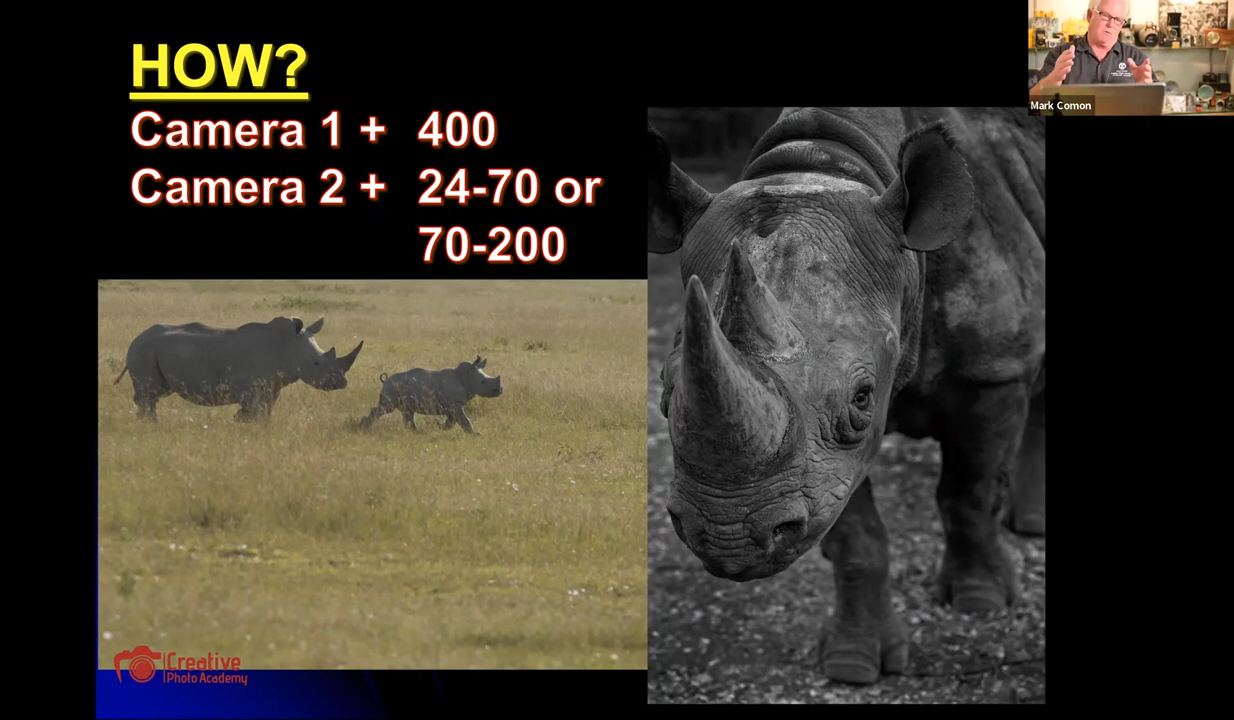 HOW?
Camera 1 + 400
Camera 2 + 24-70 or
70-200
Mark Comon
Creative
Photo Academy